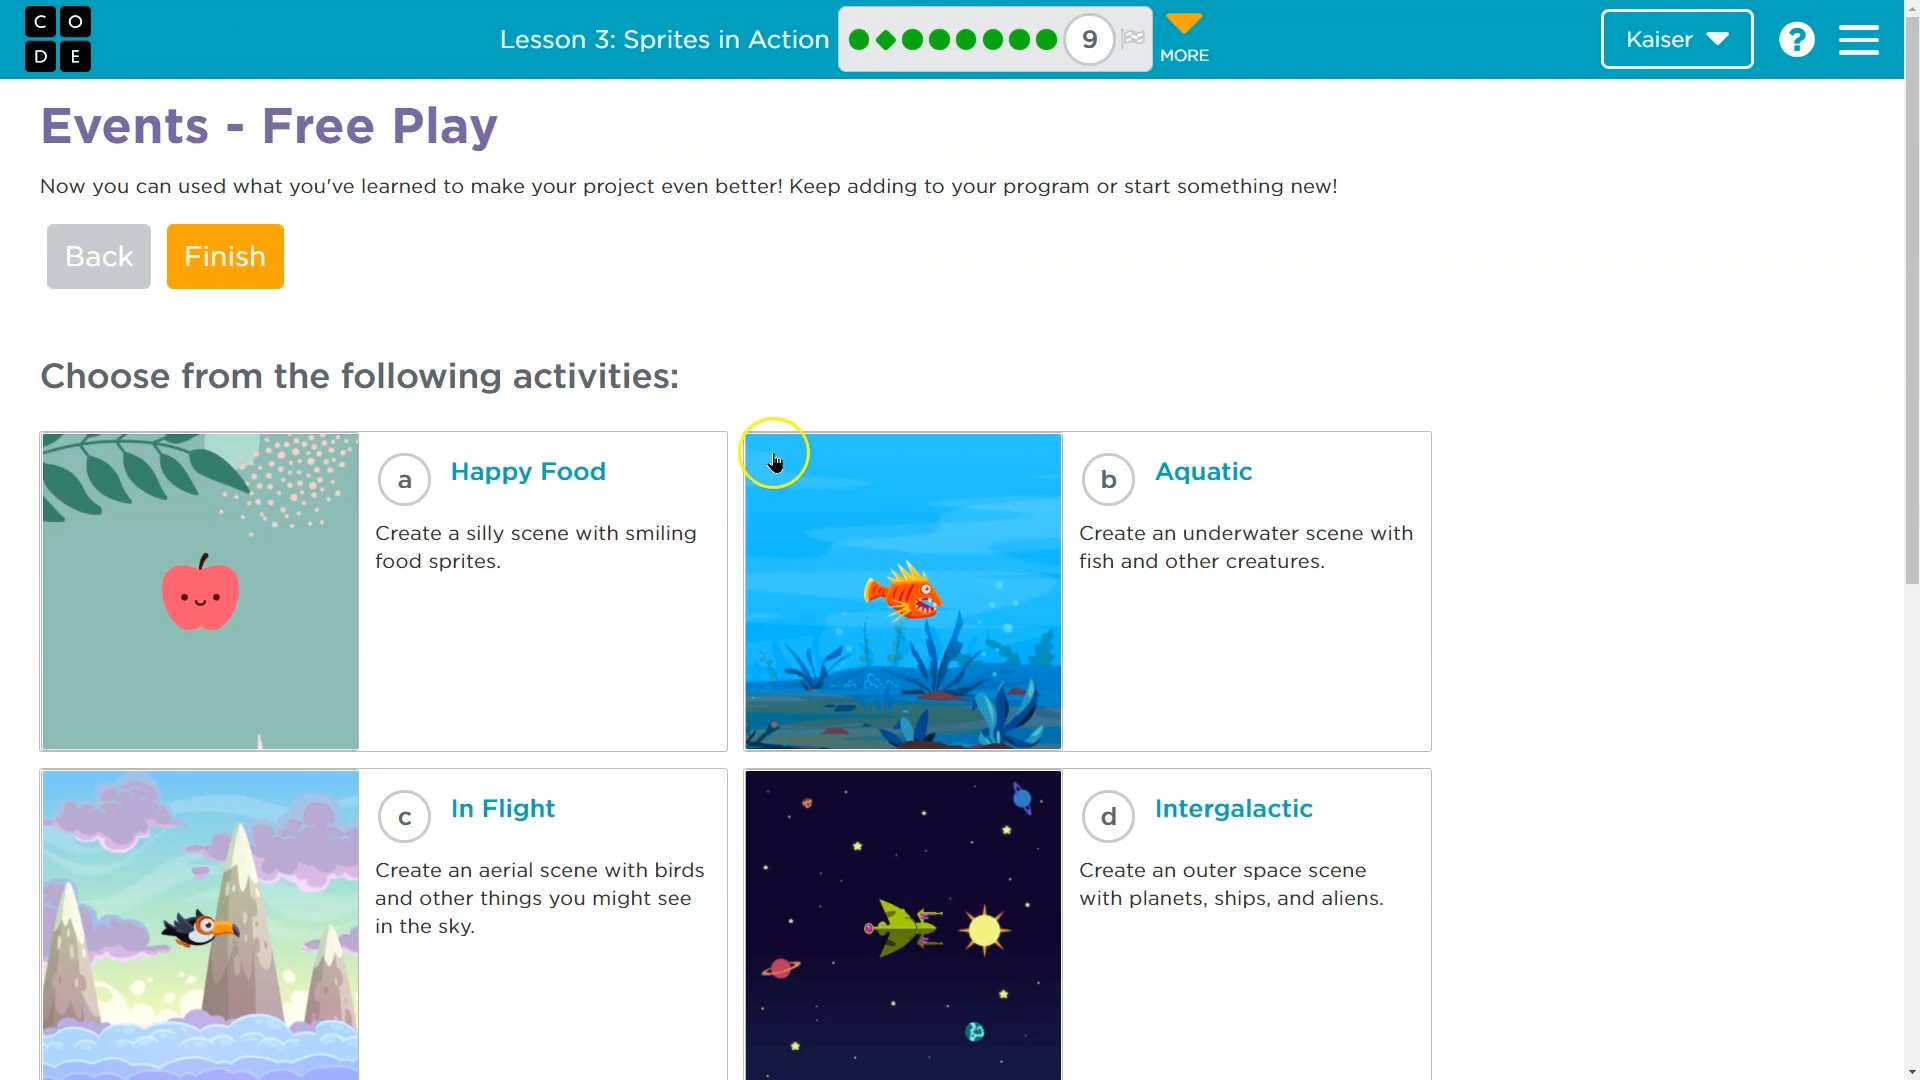 C O
D E
Lesson 3: Sprites in Action
9
MORE
Kaiser
?
Events - Free Play
Now you can used what you've learned to make your project even better! Keep adding to your program or start something new!
Back
Finish
Choose from the following activities:
a
Happy Food
Create a silly scene with smiling
food sprites.
b
Aquatic
Create an underwater scene with
fish and other creatures.
c
In Flight
Create an aerial scene with birds
and other things you might see
in the sky.
d
Intergalactic
Create an outer space scene
with planets, ships, and aliens.